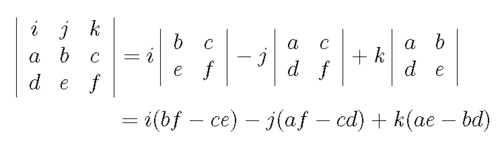 | i j k |
| a b c | = i | b c | − j | a c | + k | a b |
| d e f | | e f | | d f | | d e |
= i(bf − ce) − j(af − cd) + k(ae − bd)